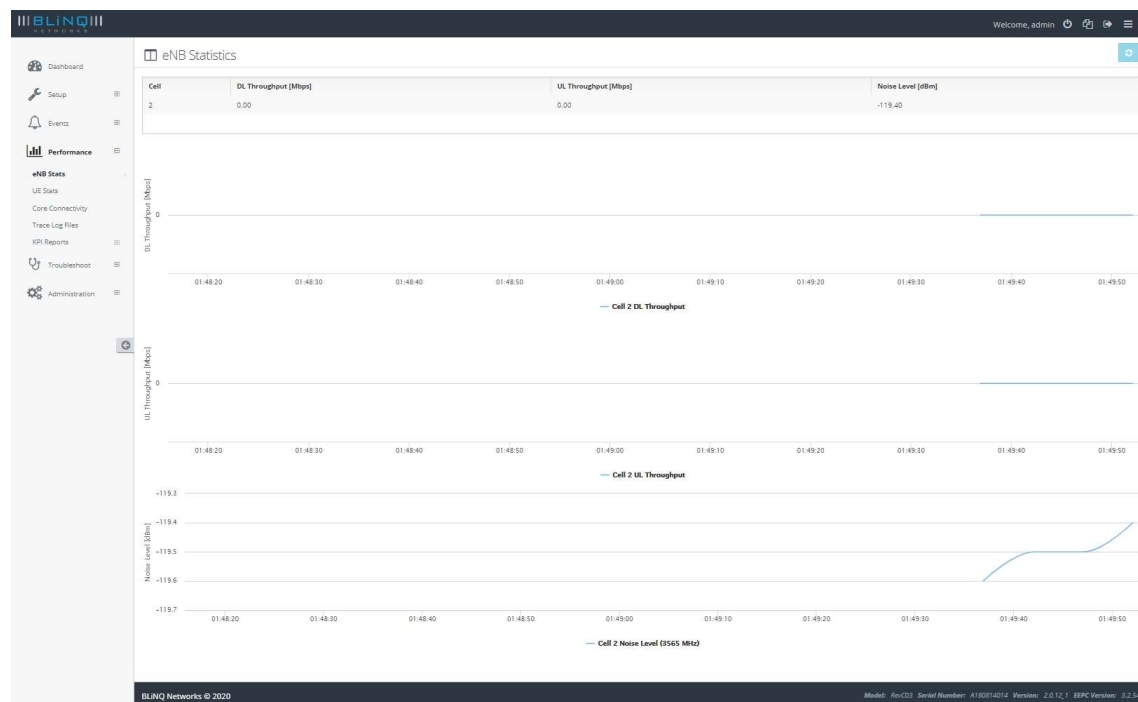 BLiNQ
NETWORKS
Welcome, admin
Dashboard
Setup
Events
Performance
eNB Stats
UE Stats
Core Connectivity
Trace Log Files
KPI Reports
Troubleshoot
Administration
eNB Statistics
Cell DL Throughput [Mbps] UL Throughput [Mbps] Noise Level [dBm]
2 0.00 0.00 -119.40
DL Throughput [Mbps]
0
01:48:20 01:48:30 01:48:40 01:48:50 01:49:00 01:49:10 01:49:20 01:49:30 01:49:40 01:49:50
Cell 2 DL Throughput
UL Throughput [Mbps]
0
01:48:20 01:48:30 01:48:40 01:48:50 01:49:00 01:49:10 01:49:20 01:49:30 01:49:40 01:49:50
Cell 2 UL Throughput
Noise Level [dBm]
-119.3
-119.4
-119.5
-119.6
-119.7
01:48:20 01:48:30 01:48:40 01:48:50 01:49:00 01:49:10 01:49:20 01:49:30 01:49:40 01:49:50
Cell 2 Noise Level (3565 MHz)
BLiNQ Networks © 2020
Model: RevC03 Serial Number: A180814014 Version: 2.0.12_1 EEPC Version: